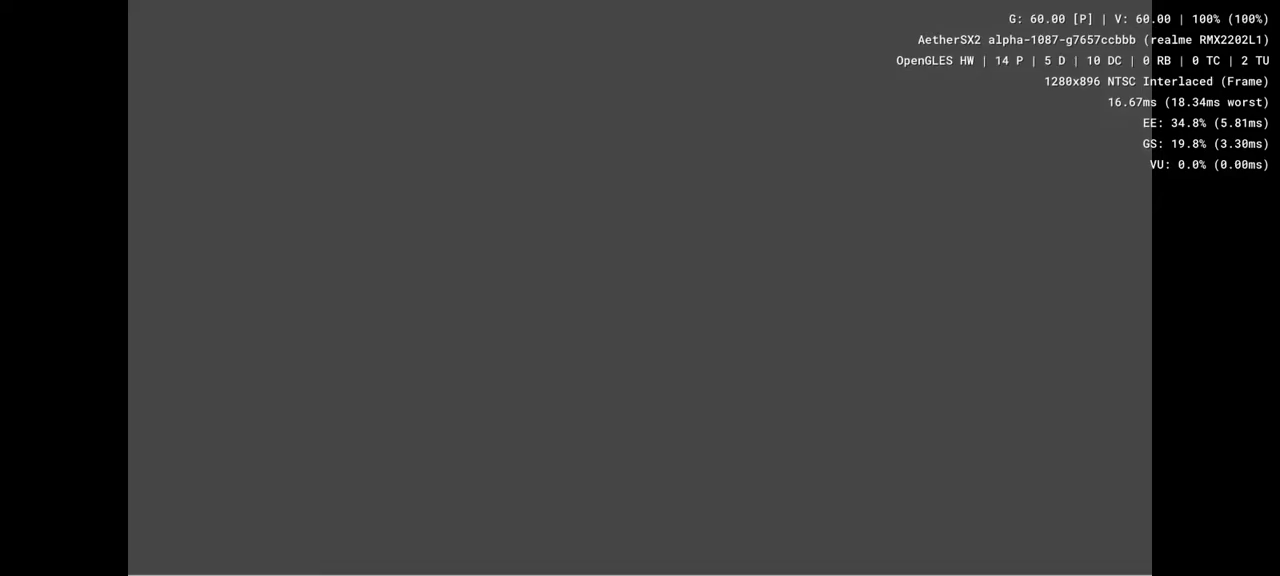 G: 60.00 [P] | V: 60.00 | 100% (100%)
AetherSX2 alpha-1087-g7657ccbbb (realme RMX2202L1)
OpenGLES HW | 14 P | 5 D | 10 DC | 0 RB | 0 TC | 2 TU
1280x896 NTSC Interlaced (Frame)
16.67ms (18.34ms worst)
EE: 34.8% (5.81ms)
GS: 19.8% (3.30ms)
VU: 0.0% (0.00ms)